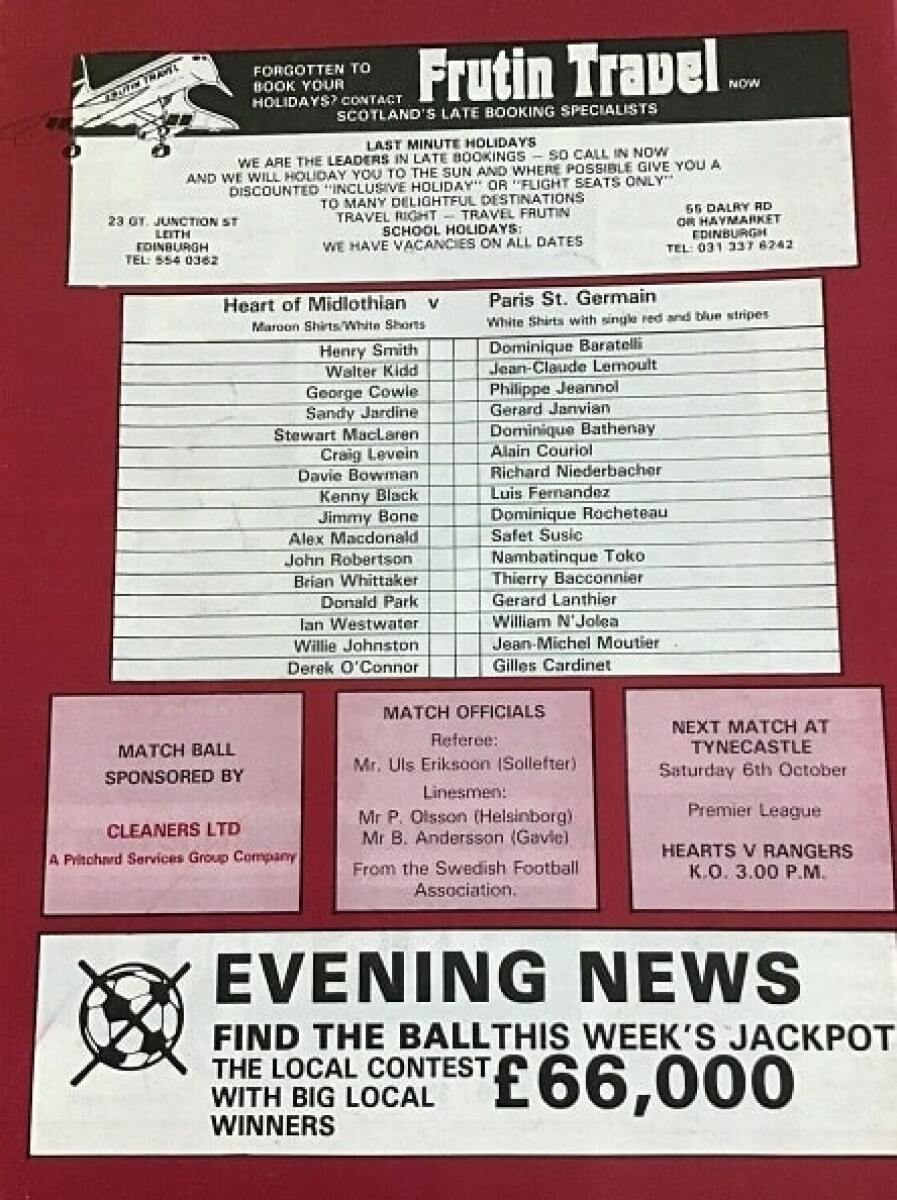 FRUTIN TRAVEL
FORGOTTEN TO
BOOK YOUR
HOLIDAYS? CONTACT
Frutin Travel NOW
SCOTLAND'S LATE BOOKING SPECIALISTS
LAST MINUTE HOLIDAYS
WE ARE THE LEADERS IN LATE BOOKINGS — SO CALL IN NOW
AND WE WILL HOLIDAY YOU TO THE SUN AND WHERE POSSIBLE GIVE YOU A
DISCOUNTED "INCLUSIVE HOLIDAY" OR "FLIGHT SEATS ONLY"
TO MANY DELIGHTFUL DESTINATIONS
TRAVEL RIGHT — TRAVEL FRUTIN
SCHOOL HOLIDAYS:
WE HAVE VACANCIES ON ALL DATES
23 GT. JUNCTION ST
LEITH
EDINBURGH
TEL: 554 0362
55 DALRY RD
OR HAYMARKET
EDINBURGH
TEL: 031 337 6242
Heart of Midlothian v Paris St. Germain
Maroon Shirts/White Shorts White Shirts with single red and blue stripes
Henry Smith Dominique Baratelli
Walter Kidd Jean-Claude Lemoult
George Cowie Philippe Jeannol
Sandy Jardine Gerard Janvian
Stewart MacLaren Dominique Bathenay
Craig Levein Alain Couriol
Davie Bowman Richard Niederbacher
Kenny Black Luis Fernandez
Jimmy Bone Dominique Rocheteau
Alex Macdonald Safet Susic
John Robertson Nambatinque Toko
Brian Whittaker Thierry Bacconnier
Donald Park Gerard Lanthier
Ian Westwater William N'Jolea
Willie Johnston Jean-Michel Moutier
Derek O'Connor Gilles Cardinet
MATCH BALL
SPONSORED BY
CLEANERS LTD
A Pritchard Services Group Company
MATCH OFFICIALS
Referee:
Mr. Uls Eriksoon (Sollefter)
Linesmen:
Mr P. Olsson (Helsinborg)
Mr B. Andersson (Gavle)
From the Swedish Football
Association.
NEXT MATCH AT
TYNECASTLE
Saturday 6th October
Premier League
HEARTS V RANGERS
K.O. 3.00 P.M.
EVENING NEWS
FIND THE BALL
THE LOCAL CONTEST
WITH BIG LOCAL
WINNERS
THIS WEEK'S JACKPOT
£66,000